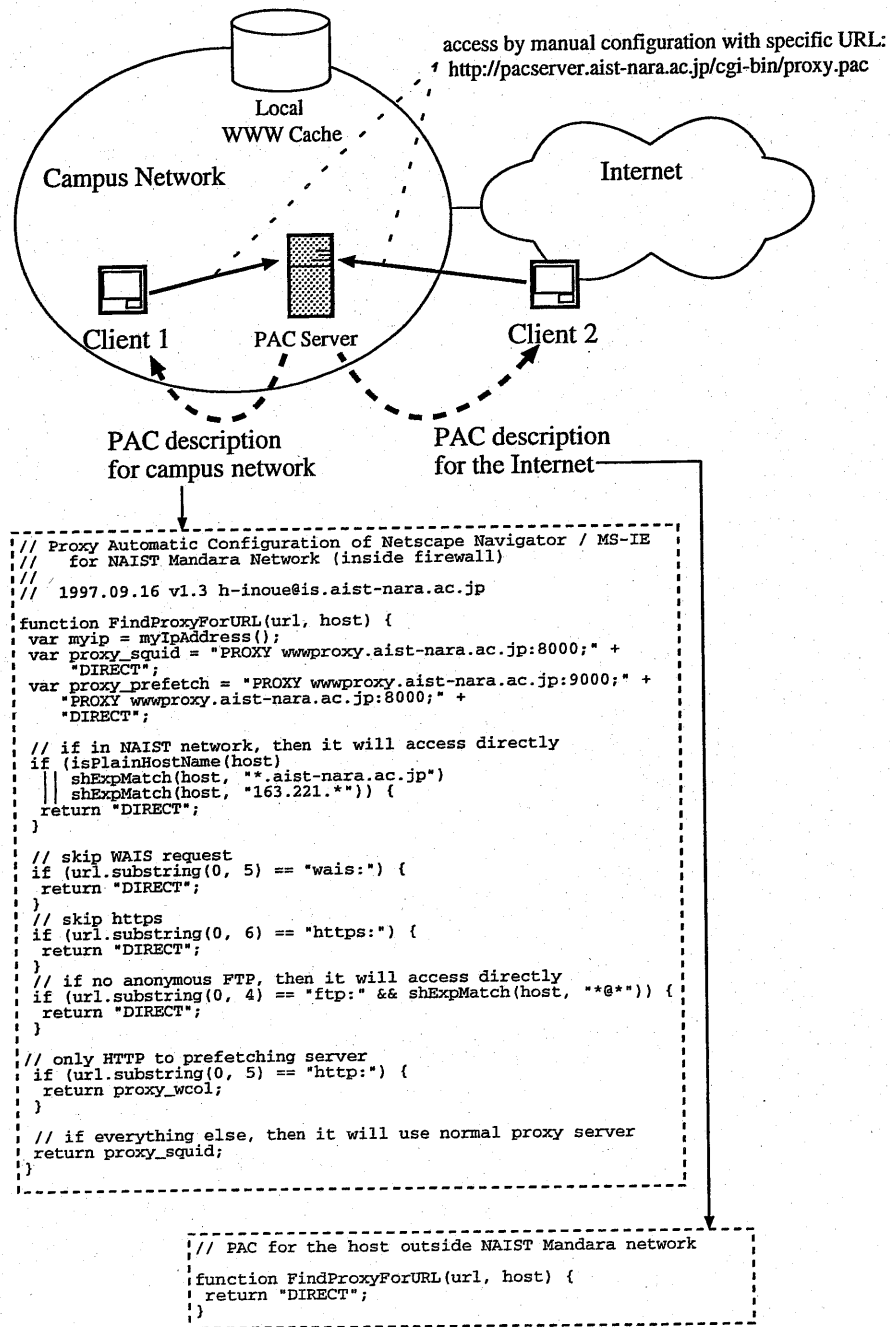 access by manual configuration with specific URL:
http://pacserver.aist-nara.ac.jp/cgi-bin/proxy.pac
Local
WWW Cache
Campus Network
Internet
Client 1
PAC Server
Client 2
PAC description
for campus network
PAC description
for the Internet
// Proxy Automatic Configuration of Netscape Navigator / MS-IE
//    for NAIST Mandara Network (inside firewall)
//
//   1997.09.16 v1.3 h-inoue@is.aist-nara.ac.jp
function FindProxyForURL(url, host) {
var myip = myIpAddress();
var proxy_squid = "PROXY wwwproxy.aist-nara.ac.jp:8000;" +
"DIRECT";
var proxy_prefetch = "PROXY wwwproxy.aist-nara.ac.jp:9000;" +
"PROXY wwwproxy.aist-nara.ac.jp:8000;" +
"DIRECT";
// if in NAIST network, then it will access directly
if (isPlainHostName(host)
|| shExpMatch(host, "*.aist-nara.ac.jp")
|| shExpMatch(host, "163.221.*")) {
return "DIRECT";
}
// skip WAIS request
if (url.substring(0, 5) == "wais:") {
return "DIRECT";
}
// skip https
if (url.substring(0, 6) == "https:") {
return "DIRECT";
}
// if no anonymous FTP, then it will access directly
if (url.substring(0, 4) == "ftp:" && shExpMatch(host, "*@*")) {
return "DIRECT";
}
// only HTTP to prefetching server
if (url.substring(0, 5) == "http:") {
return proxy_wcol;
}
// if everything else, then it will use normal proxy server
return proxy_squid;
}
// PAC for the host outside NAIST Mandara network
function FindProxyForURL(url, host) {
return "DIRECT";
}